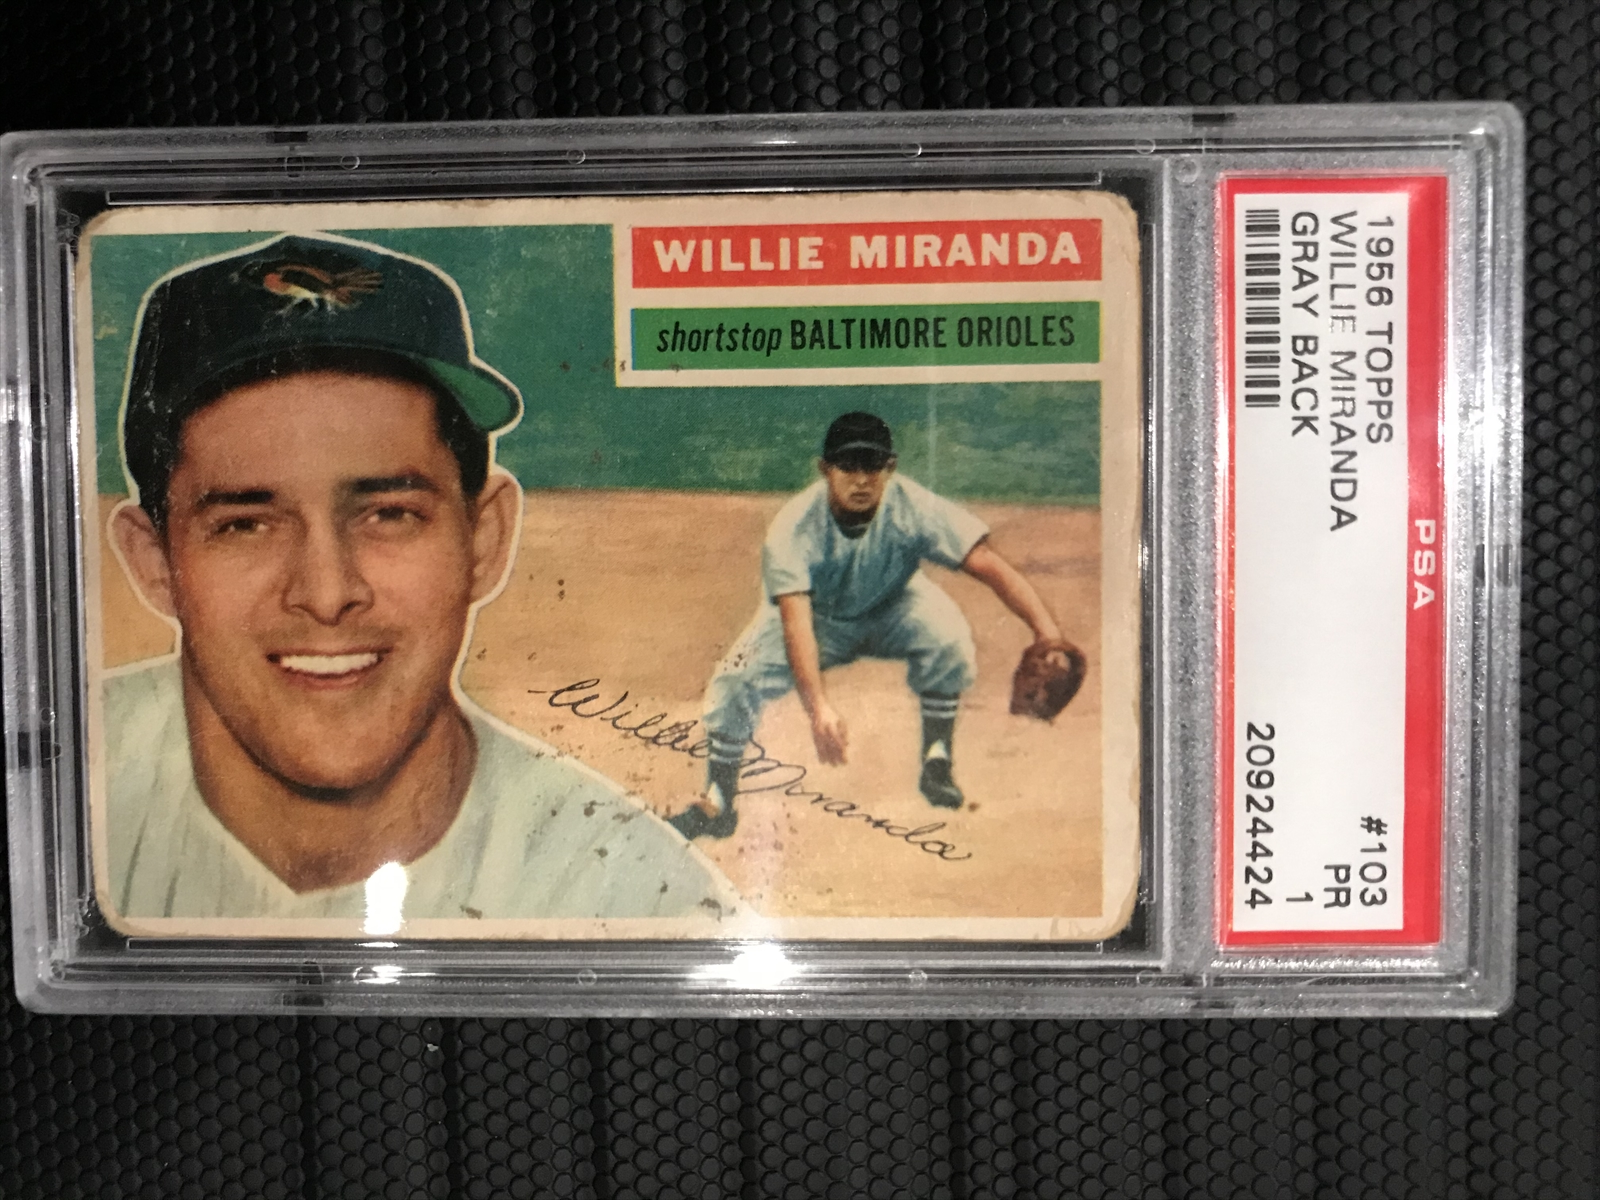 WILLIE MIRANDA
shortstop BALTIMORE ORIOLES
Willie Miranda
PSA
1956 TOPPS #103
WILLIE MIRANDA PR
GRAY BACK 1
20924424